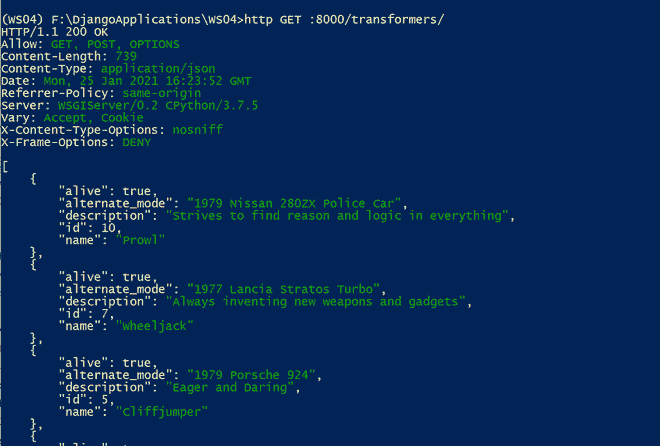 (WS04) F:\DjangoApplications\WS04>http GET :8000/transformers/
HTTP/1.1 200 OK
Allow: GET, POST, OPTIONS
Content-Length: 739
Content-Type: application/json
Date: Mon, 25 Jan 2021 16:23:52 GMT
Referrer-Policy: same-origin
Server: WSGIServer/0.2 CPython/3.7.5
Vary: Accept, Cookie
X-Content-Type-Options: nosniff
X-Frame-Options: DENY
[
{
"alive": true,
"alternate_mode": "1979 Nissan 280ZX Police Car",
"description": "Strives to find reason and logic in everything",
"id": 10,
"name": "Prowl"
},
{
"alive": true,
"alternate_mode": "1977 Lancia Stratos Turbo",
"description": "Always inventing new weapons and gadgets",
"id": 7,
"name": "Wheeljack"
},
{
"alive": true,
"alternate_mode": "1979 Porsche 924",
"description": "Eager and Daring",
"id": 5,
"name": "Cliffjumper"
},
{